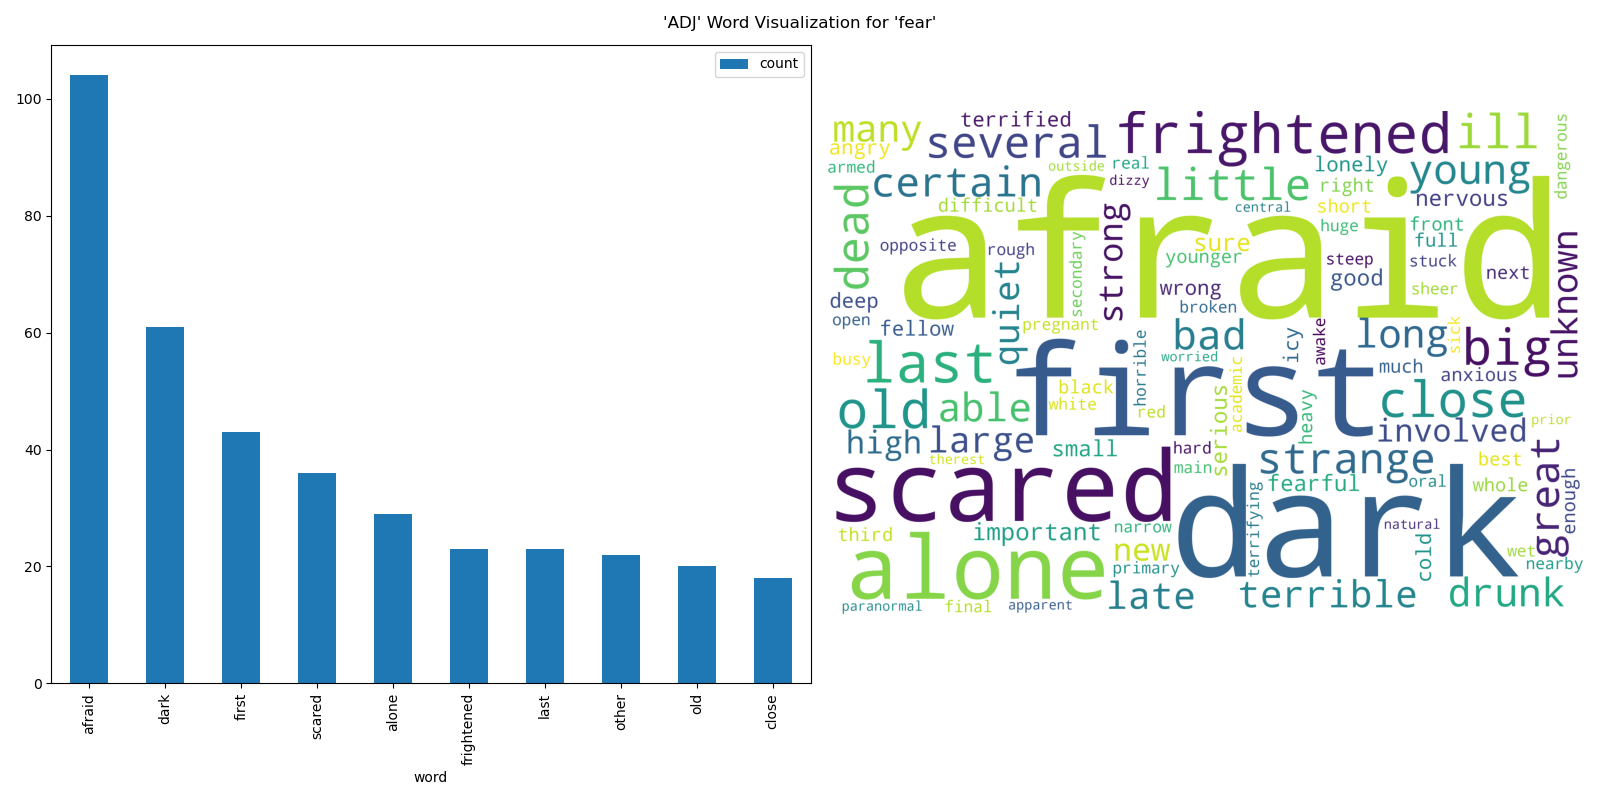 'ADJ' Word Visualization for 'fear'
count
100
80
60
40
20
0
afraid
dark
first
scared
alone
frightened
last
other
old
close
word
many
terrified
several
frightened
ill
dangerous
angry
armed
outside
real
dizzy
lonely
young
certain
little
right
nervous
dead
difficult
central
short
afraid
strong
huge
front
opposite
rough
secondary
sure
full
younger
steep
stuck
next
unknown
quiet
good
sheer
deep
wrong
broken
open
fellow
pregnant
bad
icy
awake
long
sick
big
busy
last
horrible
worried
first
much
anxious
black
academic
old
able
white
red
serious
heavy
close
prior
high
large
small
hard
involved
therest
main
strange
best
great
scared
fearful
oral
whole
enough
dark
terrifying
natural
third
important
narrow
new
cold
wet
nearby
alone
primary
late
terrible
drunk
paranormal
final
apparent